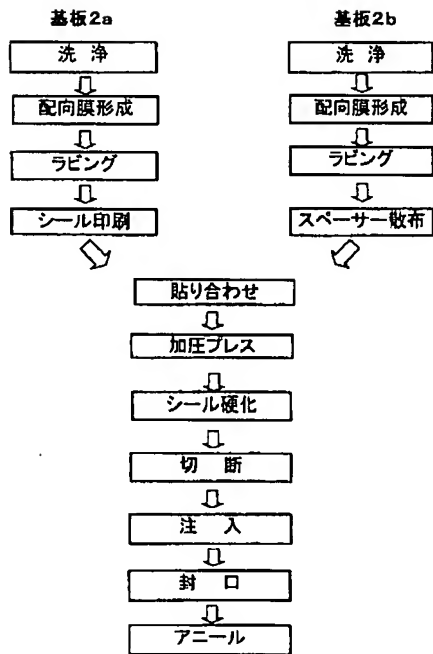 基板2a
洗 浄
配向膜形成
ラビング
シール印刷
基板2b
洗 浄
配向膜形成
ラビング
スペーサー散布
貼り合わせ
加圧プレス
シール硬化
切 断
注 入
封 口
アニール